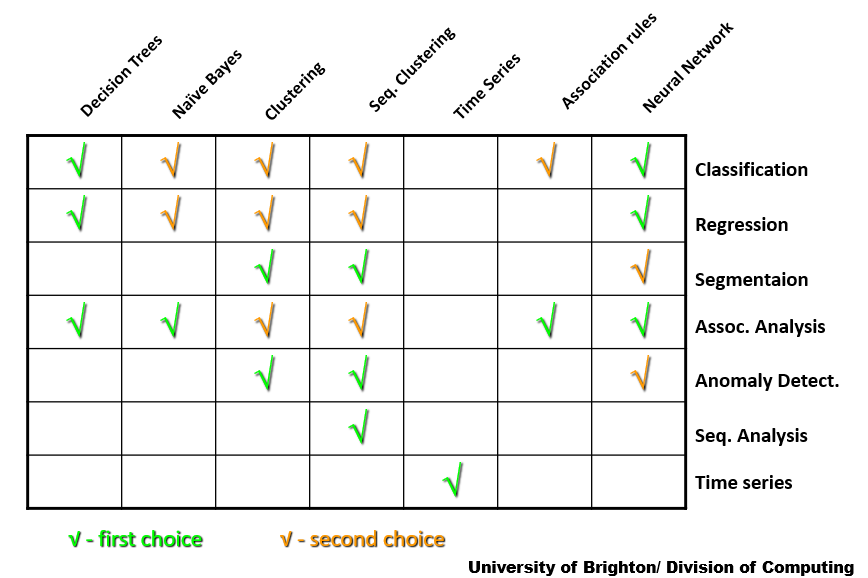 Decision Trees
Naïve Bayes
Clustering
Seq. Clustering
Time Series
Association rules
Neural Network
√ √ √ √ √ √ Classification
√ √ √ √ √ Regression
√ √ √ Segmentaion
√ √ √ √ √ √ Assoc. Analysis
√ √ √ Anomaly Detect.
√ Seq. Analysis
√ Time series
√ - first choice √ - second choice
University of Brighton/ Division of Computing